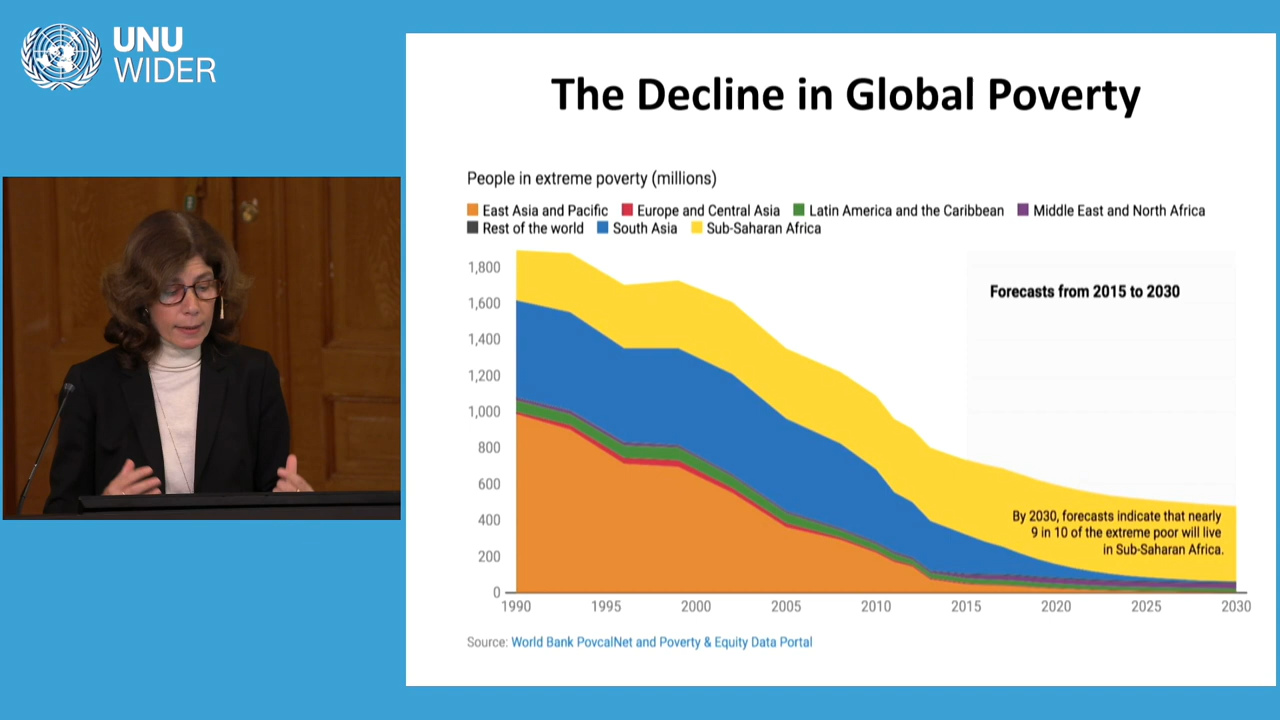 UNU
WIDER
The Decline in Global Poverty
People in extreme poverty (millions)
East Asia and Pacific Europe and Central Asia Latin America and the Caribbean Middle East and North Africa
Rest of the world South Asia Sub-Saharan Africa
1,800
1,600
1,400
1,200
1,000
800
600
400
200
0
Forecasts from 2015 to 2030
By 2030, forecasts indicate that nearly
9 in 10 of the extreme poor will live
in Sub-Saharan Africa.
1990 1995 2000 2005 2010 2015 2020 2025 2030
Source: World Bank PovcalNet and Poverty & Equity Data Portal